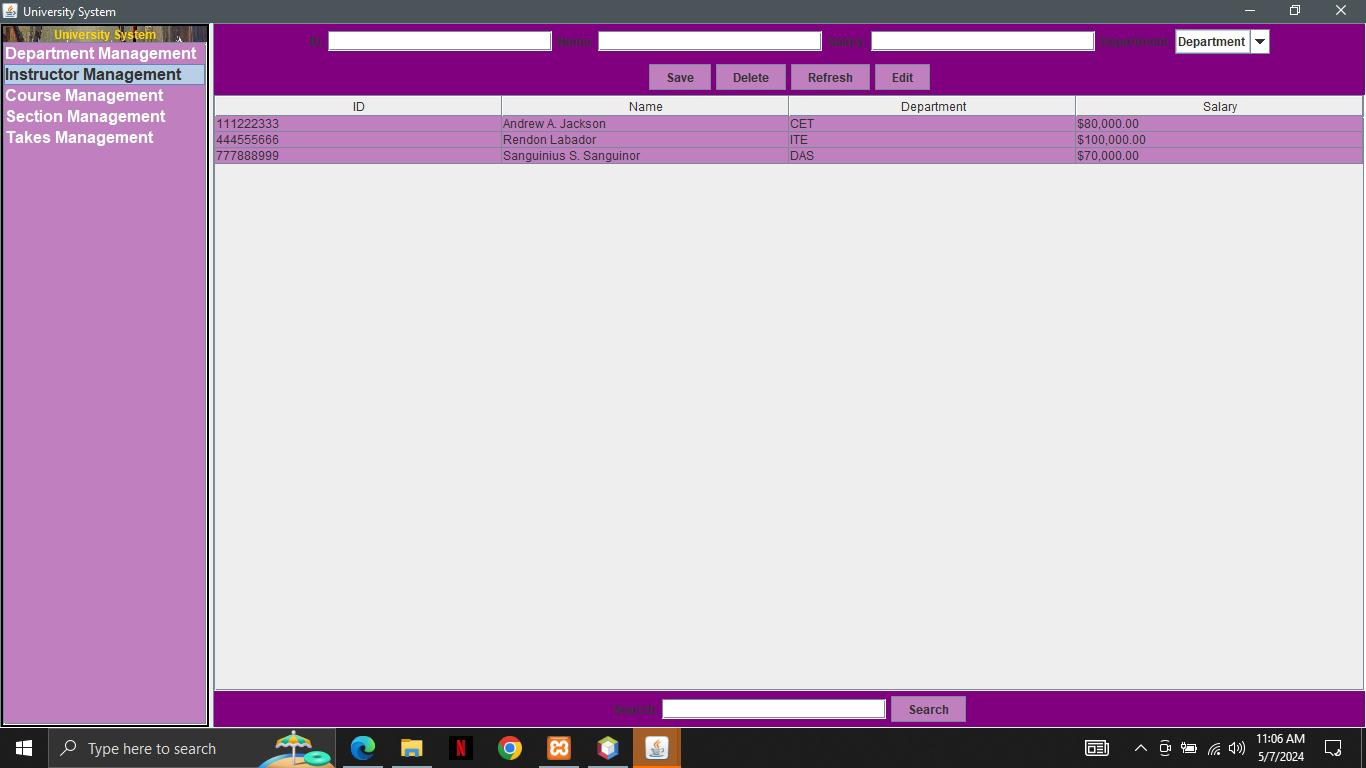 University System
University System
Department Management
Instructor Management
Course Management
Section Management
Takes Management
ID: Name: Salary: Department: Department
Save Delete Refresh Edit
ID Name Department Salary
111222333 Andrew A. Jackson CET $80,000.00
444555666 Rendon Labador ITE $100,000.00
777888999 Sanguinius S. Sanguinor DAS $70,000.00
Search: Search
Type here to search
11:06 AM
5/7/2024